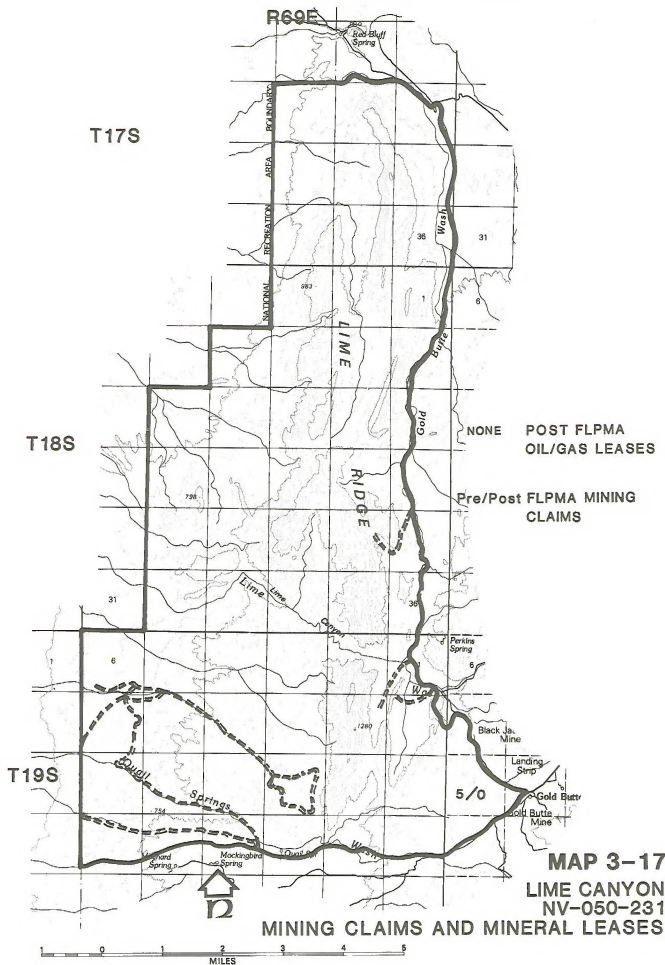 R69E
Red Bluff
Spring
T17S
NATIONAL RECREATION AREA BOUNDARY
Wash
36
31
983
1
6
LIME
Butte
Gold
NONE POST FLPMA
OIL/GAS LEASES
T18S
798
RIDGE
Pre/Post FLPMA MINING
CLAIMS
Lime
Lime
Canyon
31
36
Perkins
Spring
1
6
6
1280
Black
Mine
Landing
Strip
T19S
Quail
Springs
5/0
Gold Butte
Gold Butte
Mine
754
Wash
Quail
Mockingbird
Spring
Spring
n
MAP 3-17
LIME CANYON
NV-050-231
MINING CLAIMS AND MINERAL LEASES
1 0 1 2 3 4 5
MILES